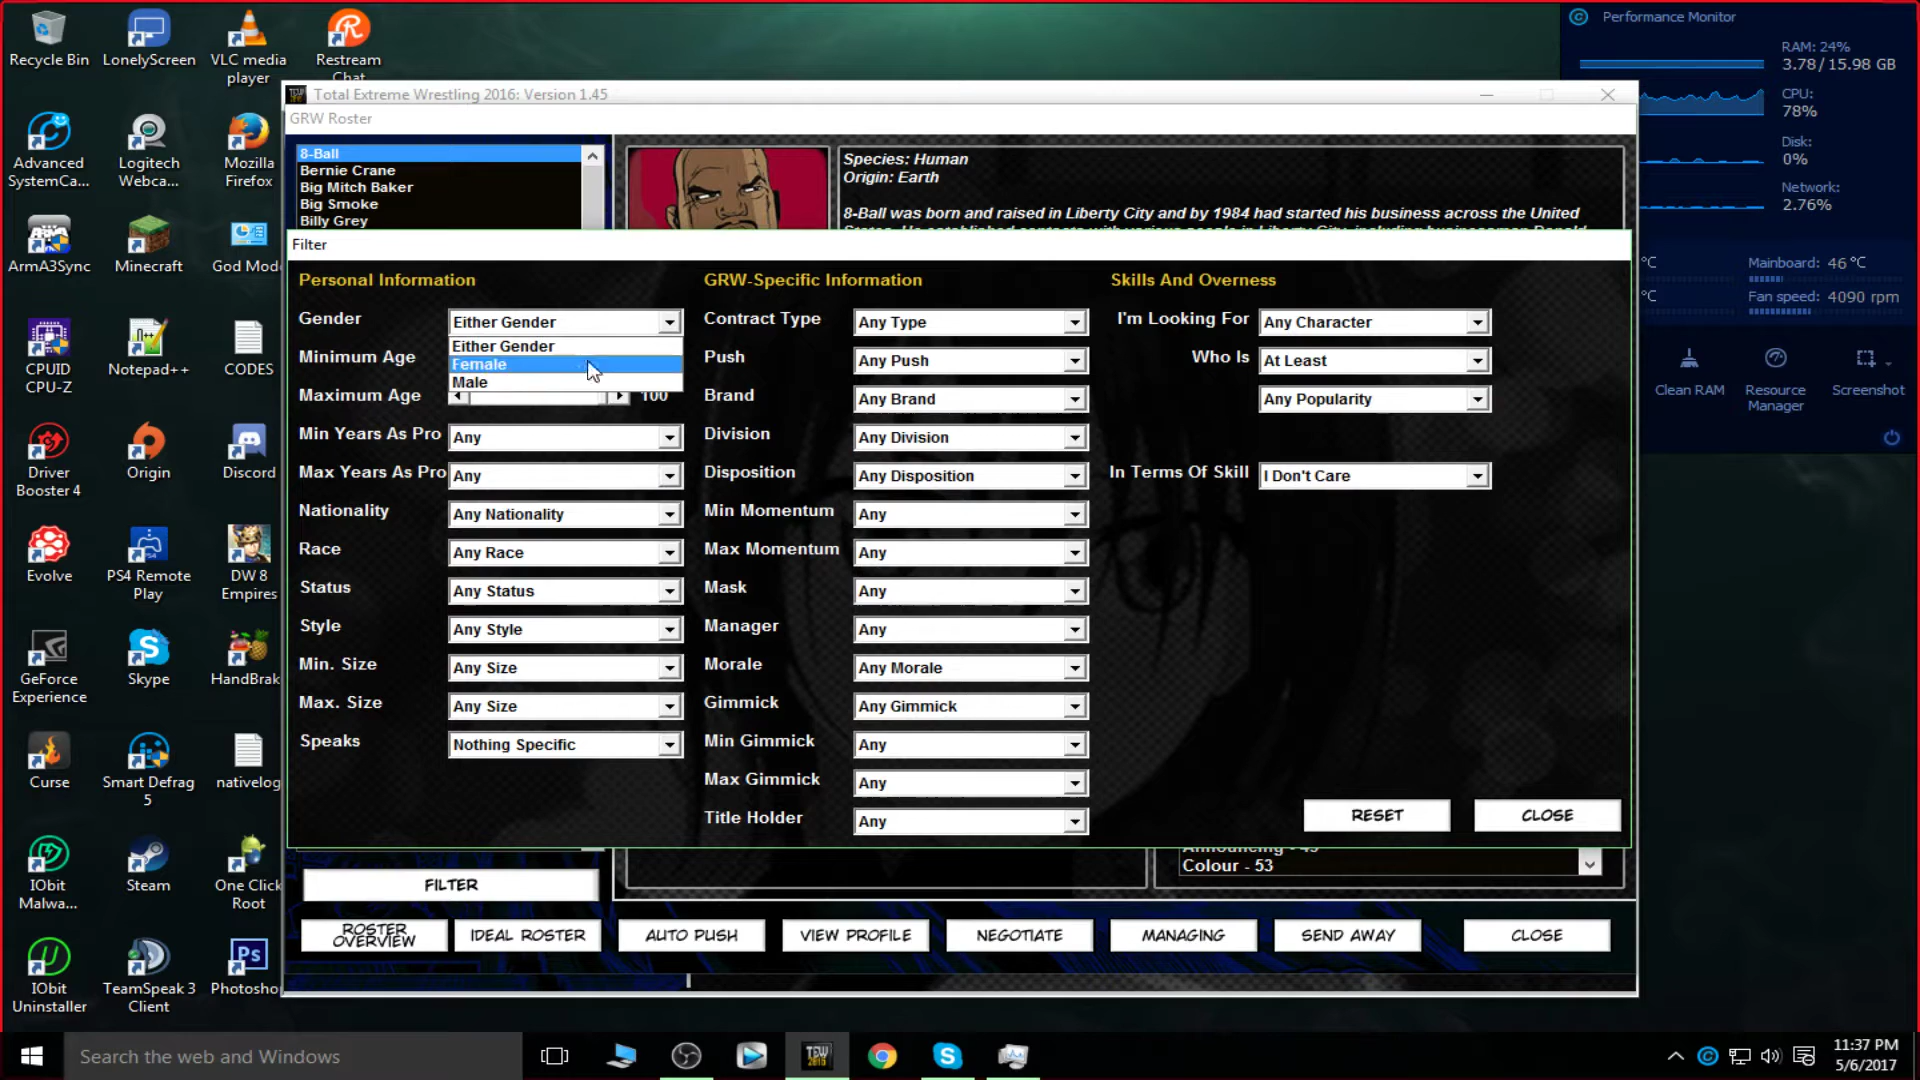 Recycle Bin
LonelyScreen
VLC media
player
Restream
Chat
Advanced
SystemCa...
Logitech
Webca...
Mozilla
Firefox
ArmA3Sync
Minecraft
God Mod
CPUID
CPU-Z
Notepad++
CODES
Driver
Booster 4
Origin
Discord
Evolve
PS4 Remote
Play
DW 8
Empires
GeForce
Experience
Skype
HandBrak
Curse
Smart Defrag
5
nativelog
IObit
Malwa...
Steam
One Click
Root
IObit
Uninstaller
TeamSpeak 3
Client
Photosho
Total Extreme Wrestling 2016: Version 1.45
GRW Roster
8-Ball
Bernie Crane
Big Mitch Baker
Big Smoke
Billy Grey
Species: Human
Origin: Earth
8-Ball was born and raised in Liberty City and by 1984 had started his business across the United
Filter
Personal Information
Gender
Either Gender
Either Gender
Female
Male
Minimum Age
Maximum Age
100
Min Years As Pro
Any
Max Years As Pro
Any
Nationality
Any Nationality
Race
Any Race
Status
Any Status
Style
Any Style
Min. Size
Any Size
Max. Size
Any Size
Speaks
Nothing Specific
GRW-Specific Information
Contract Type
Any Type
Push
Any Push
Brand
Any Brand
Division
Any Division
Disposition
Any Disposition
Min Momentum
Any
Max Momentum
Any
Mask
Any
Manager
Any
Morale
Any Morale
Gimmick
Any Gimmick
Min Gimmick
Any
Max Gimmick
Any
Title Holder
Any
Skills And Overness
I'm Looking For
Any Character
Who Is
At Least
Any Popularity
In Terms Of Skill
I Don't Care
RESET
CLOSE
Colour - 53
FILTER
ROSTER
OVERVIEW
IDEAL ROSTER
AUTO PUSH
VIEW PROFILE
NEGOTIATE
MANAGING
SEND AWAY
CLOSE
Performance Monitor
RAM: 24%
3.78/15.98 GB
CPU:
78%
Disk:
0%
Network:
2.76%
°C
Mainboard: 46 °C
°C
Fan speed: 4090 rpm
Clean RAM
Resource
Manager
Screenshot
Search the web and Windows
11:37 PM
5/6/2017